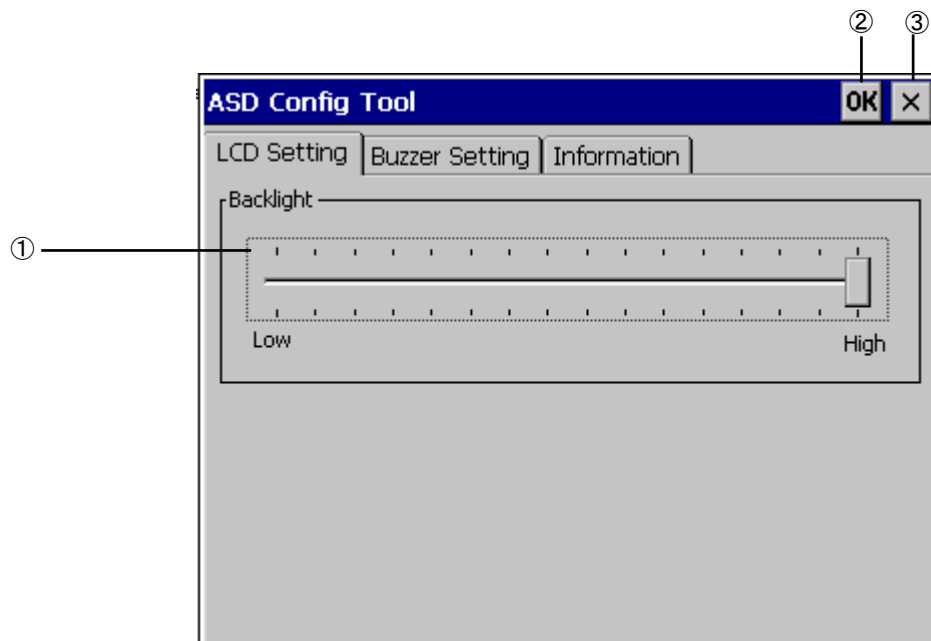 ② ③
ASD Config Tool OK ×
LCD Setting Buzzer Setting Information
Backlight
①
Low High